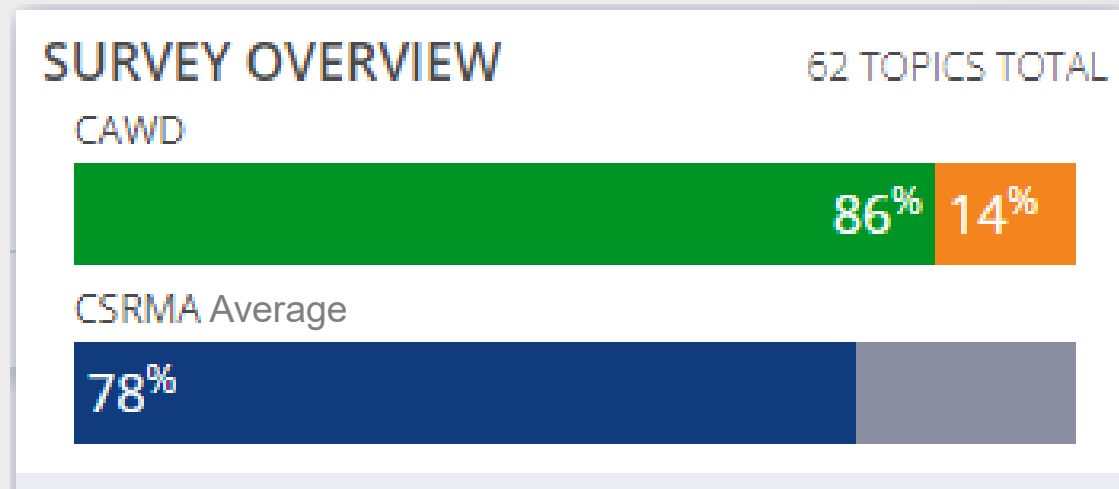 SURVEY OVERVIEW 62 TOPICS TOTAL
CAWD
86% 14%
CSRMA Average
78%